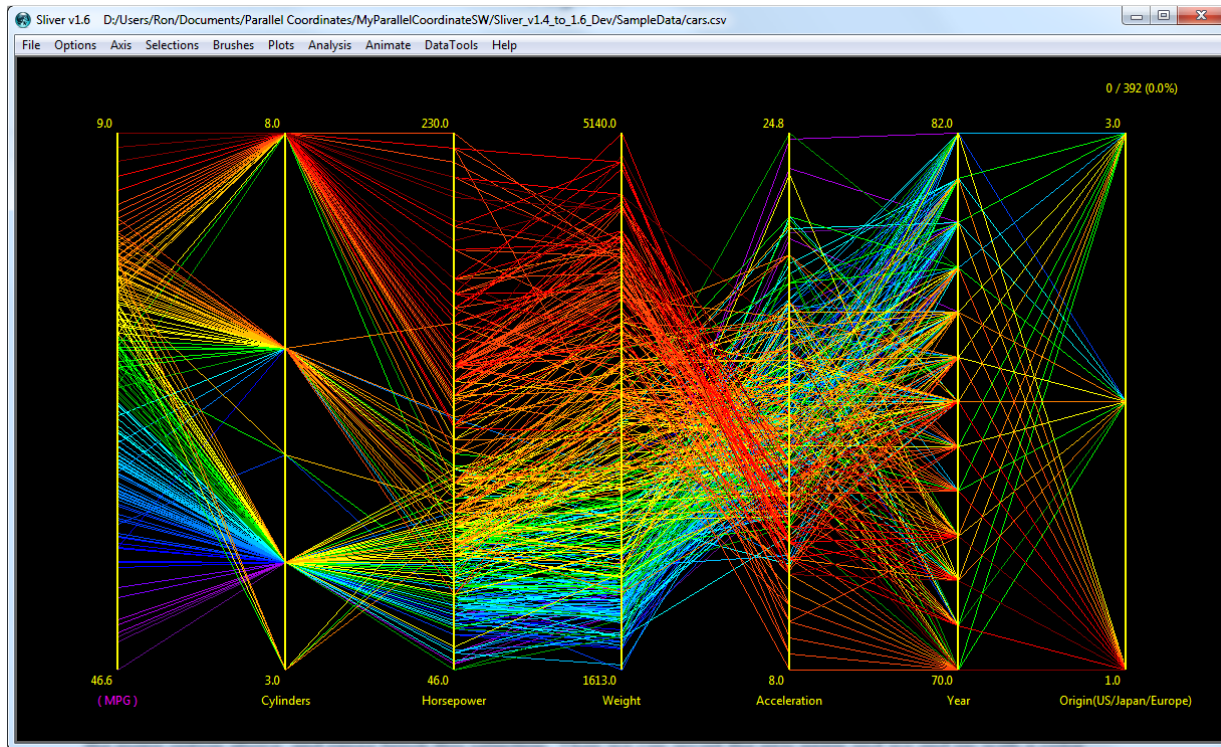 Sliver v1.6 D:/Users/Ron/Documents/Parallel Coordinates/MyParallelCoordinateSW/Sliver_v1.4_to_1.6_Dev/SampleData/cars.csv
File Options Axis Selections Brushes Plots Analysis Animate DataTools Help
0 / 392 (0.0%)
9.0 8.0 230.0 5140.0 24.8 82.0 3.0
46.6 3.0 46.0 1613.0 8.0 70.0 1.0
( MPG ) Cylinders Horsepower Weight Acceleration Year Origin(US/Japan/Europe)